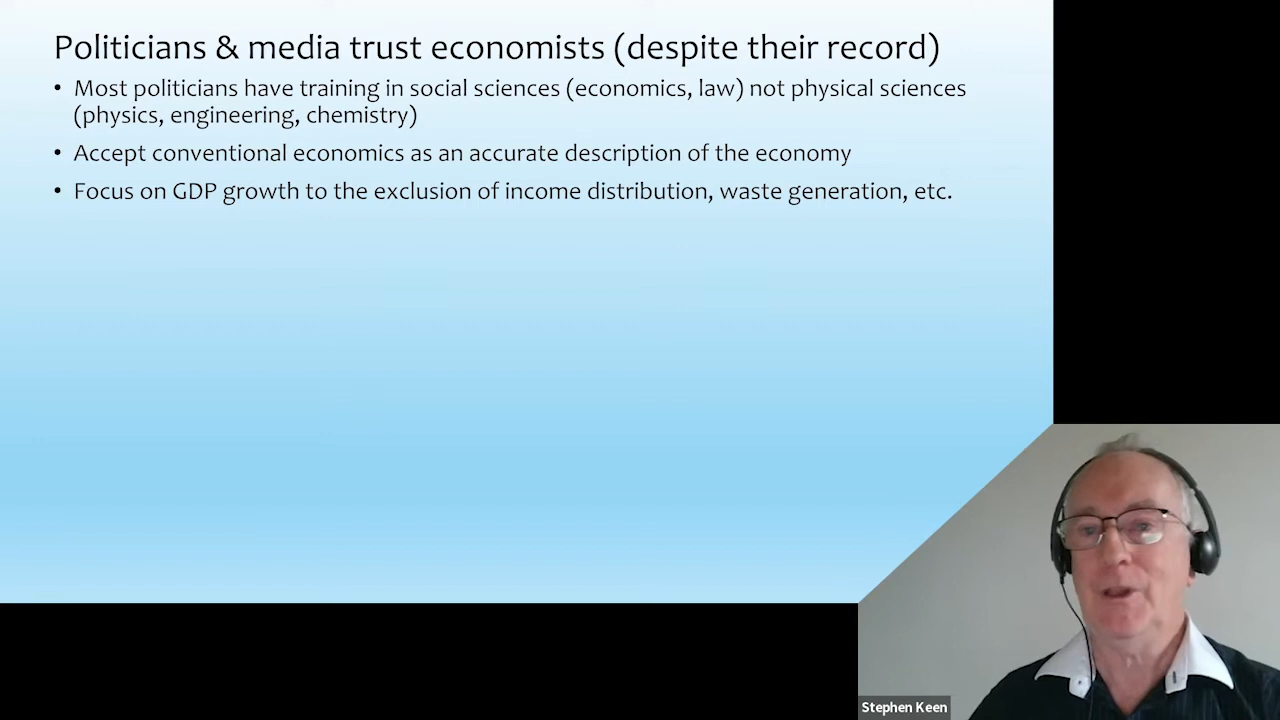 Politicians & media trust economists (despite their record)
• Most politicians have training in social sciences (economics, law) not physical sciences
(physics, engineering, chemistry)
• Accept conventional economics as an accurate description of the economy
• Focus on GDP growth to the exclusion of income distribution, waste generation, etc.
Stephen Keen